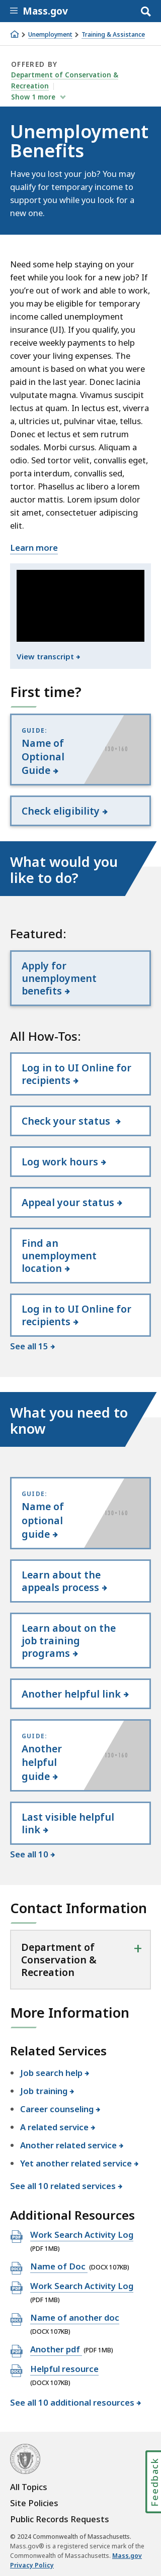 Mass.gov
Unemployment > Training & Assistance
OFFERED BY
Department of Conservation &
Recreation
Show 1 more
Unemployment
Benefits
Have you lost your job? You may
qualify for temporary income to
support you while you look for a
new one.
Need some help staying on your
feet while you look for a new job? If
you're out of work and able to work,
you may be eligible for temporary
income called unemployment
insurance (UI). If you qualify, you can
receive weekly payments to help
cover everyday expenses. The
amount is based on what you were
paid in the last year. Donec lacinia
dapibus magna varius. Vivamus suscipit
lectus at quam. In lectus velit, viverra
a, ultricies ut, pulvinar vitae, tellus.
Donec et lectus et sem rutrum
sodales. Morbi cursus. Aliquam a
odio. Sed tortor velit, convallis eget,
porttitor interdum, convallis sed,
tortor. Phasellus ac libero a lorem
auctor mattis. Lorem ipsum dolor
sit amet, consectetuer adipiscing
elit.
Learn more
View transcript
First time?
GUIDE:
Name of
Optional
Guide
Check eligibility
What would you
like to do?
Featured:
Apply for
unemployment
benefits
All How-Tos:
Log in to UI Online for
recipients
Check your status
Log work hours
Appeal your status
Find an
unemployment
location
Log in to UI Online for
recipients
See all 15
What you need to
know
GUIDE:
Name of
optional
guide
Learn about the
appeals process
Learn about on the
job training
programs
Another helpful link
GUIDE:
Another
helpful
guide
Last visible helpful
link
See all 10
Contact Information
Department of
Conservation &
Recreation
More Information
Related Services
Job search help
Job training
Career counseling
A related service
Another related service
Yet another related service
See all 10 related services
Additional Resources
Work Search Activity Log
(PDF 1MB)
Name of Doc (DOCX 107KB)
Work Search Activity Log
(PDF 1MB)
Name of another doc
(DOCX 107KB)
Another pdf (PDF 1MB)
Helpful resource
(DOCX 107KB)
See all 10 additional resources
Feedback
All Topics
Site Policies
Public Records Requests
© 2024 Commonwealth of Massachusetts.
Mass.gov® is a registered service mark of the
Commonwealth of Massachusetts. Mass.gov
Privacy Policy